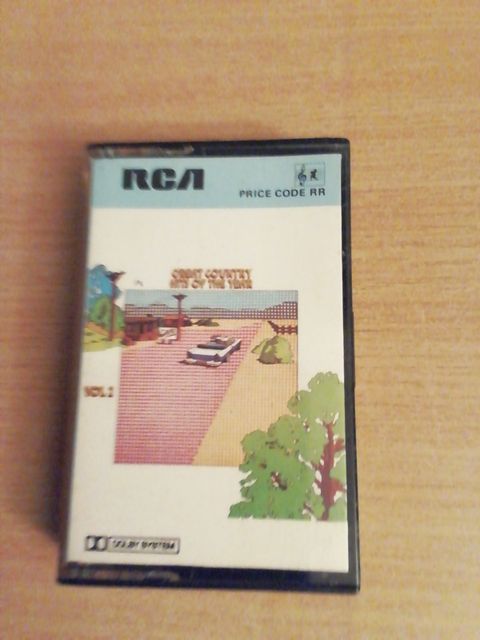 RCA
PRICE CODE RR
GREAT COUNTRY
HITS OF THE YEAR
VOL 2
DOLBY SYSTEM